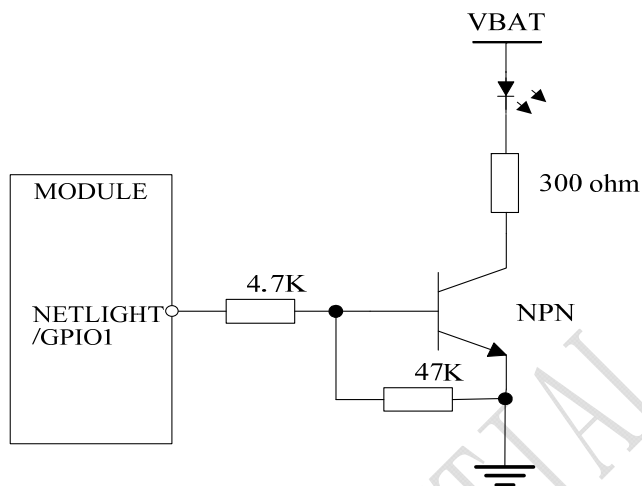 VBAT
300 ohm
MODULE
4.7K
NETLIGHT
/GPIO1
NPN
47K